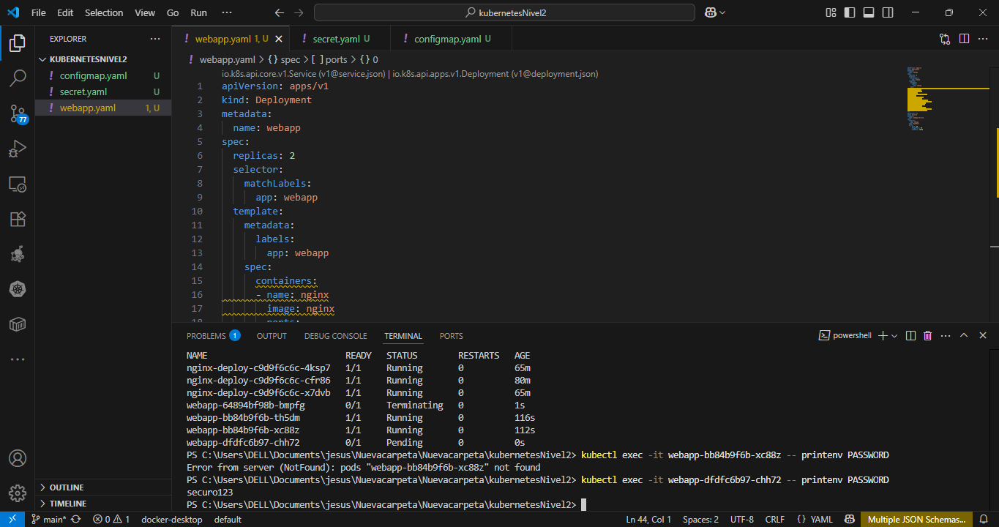 File Edit Selection View Go Run ··· kubernetesNivel2
EXPLORER ···
KUBERNETESNIVEL2
! configmap.yaml U
! secret.yaml U
! webapp.yaml 1, U
77
OUTLINE
TIMELINE
! webapp.yaml 1, U ! secret.yaml U ! configmap.yaml U
! webapp.yaml > {} spec > [ ] ports > {} 0
io.k8s.api.core.v1.Service (v1@service.json) | io.k8s.api.apps.v1.Deployment (v1@deployment.json)
1 apiVersion: apps/v1
2 kind: Deployment
3 metadata:
4 name: webapp
5 spec:
6 replicas: 2
7 selector:
8 matchLabels:
9 app: webapp
10 template:
11 metadata:
12 labels:
13 app: webapp
14 spec:
15 containers:
16 - name: nginx
17 image: nginx
18 ports:
PROBLEMS 1 OUTPUT DEBUG CONSOLE TERMINAL PORTS powershell
NAME READY STATUS RESTARTS AGE
nginx-deploy-c9d9f6c6c-4ksp7 1/1 Running 0 65m
nginx-deploy-c9d9f6c6c-cfr86 1/1 Running 0 80m
nginx-deploy-c9d9f6c6c-x7dvb 1/1 Running 0 65m
webapp-64894bf98b-bmpfg 0/1 Terminating 0 1s
webapp-bb84b9f6b-th5dm 1/1 Running 0 116s
webapp-bb84b9f6b-xc88z 1/1 Running 0 112s
webapp-dfdfc6b97-chh72 0/1 Pending 0 0s
PS C:\Users\DELL\Documents\jesus\Nuevacarpeta\Nuevacarpeta\kubernetesNivel2> kubectl exec -it webapp-bb84b9f6b-xc88z -- printenv PASSWORD
Error from server (NotFound): pods "webapp-bb84b9f6b-xc88z" not found
PS C:\Users\DELL\Documents\jesus\Nuevacarpeta\Nuevacarpeta\kubernetesNivel2> kubectl exec -it webapp-dfdfc6b97-chh72 -- printenv PASSWORD
securo123
PS C:\Users\DELL\Documents\jesus\Nuevacarpeta\Nuevacarpeta\kubernetesNivel2>
main* 0 1 docker-desktop default Ln 44, Col 1 Spaces: 2 UTF-8 CRLF {} YAML Multiple JSON Schemas...